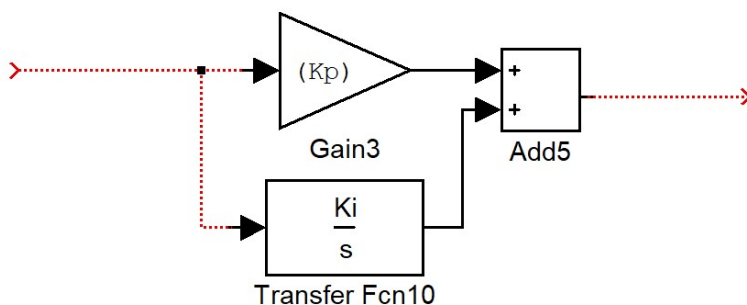 (Kp)
+
+
Gain3
Add5
Ki
s
Transfer Fcn10